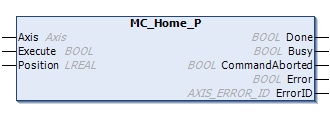 MC_Home_P
Axis Axis BOOL Done
Execute BOOL BOOL Busy
Position LREAL BOOL CommandAborted
BOOL Error
AXIS_ERROR_ID ErrorID